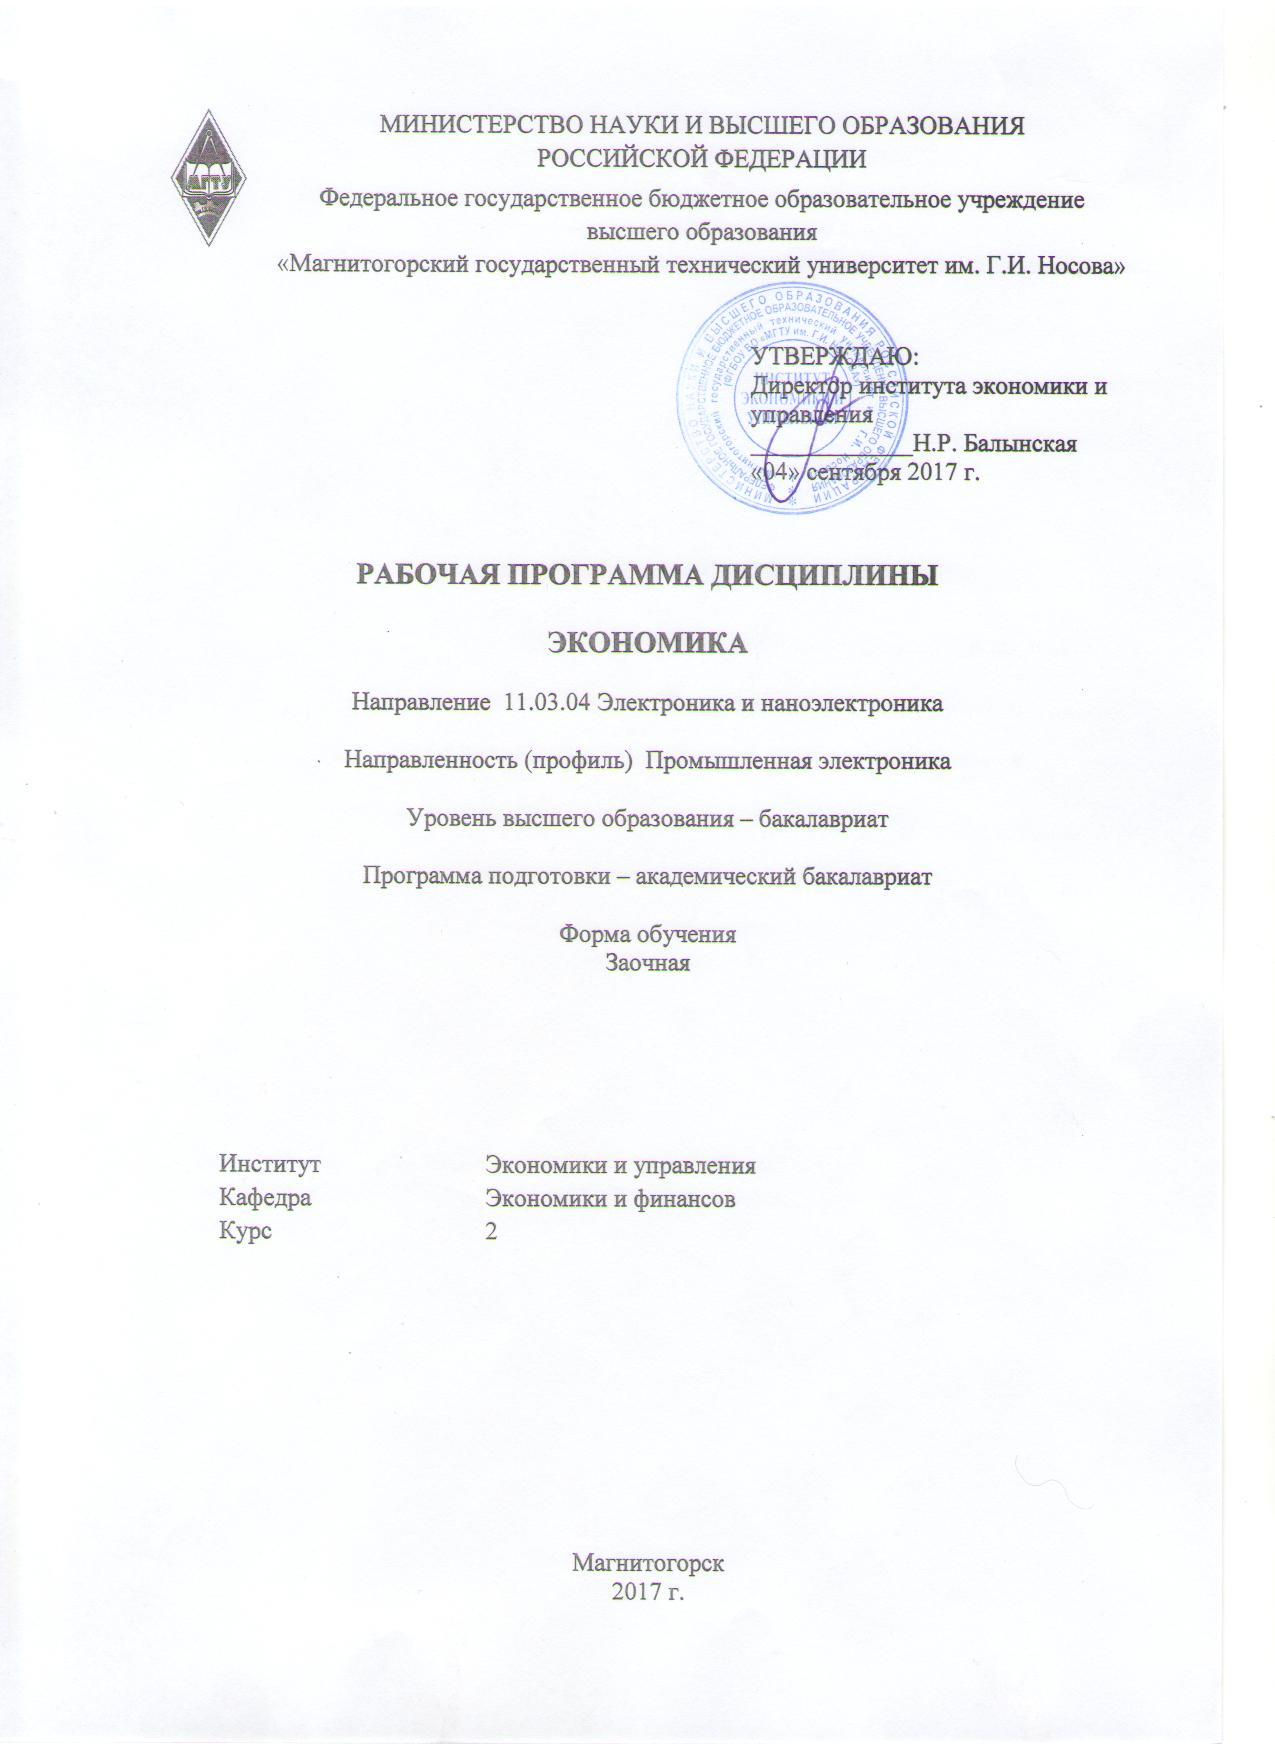 МИНИСТЕРСТВО НАУКИ И ВЫСШЕГО ОБРАЗОВАНИЯ
РОССИЙСКОЙ ФЕДЕРАЦИИ
Федеральное государственное бюджетное образовательное учреждение
высшего образования
«Магнитогорский государственный технический университет им. Г.И. Носова»
МГТУ
УТВЕРЖДАЮ:
Директор института экономики и
управления
Н.Р. Балынская
«04» сентября 2017 г.
РАБОЧАЯ ПРОГРАММА ДИСЦИПЛИНЫ
ЭКОНОМИКА
Направление 11.03.04 Электроника и наноэлектроника
Направленность (профиль) Промышленная электроника
Уровень высшего образования – бакалавриат
Программа подготовки – академический бакалавриат
Форма обучения
Заочная
Институт Экономики и управления
Кафедра Экономики и финансов
Курс 2
Магнитогорск
2017 г.